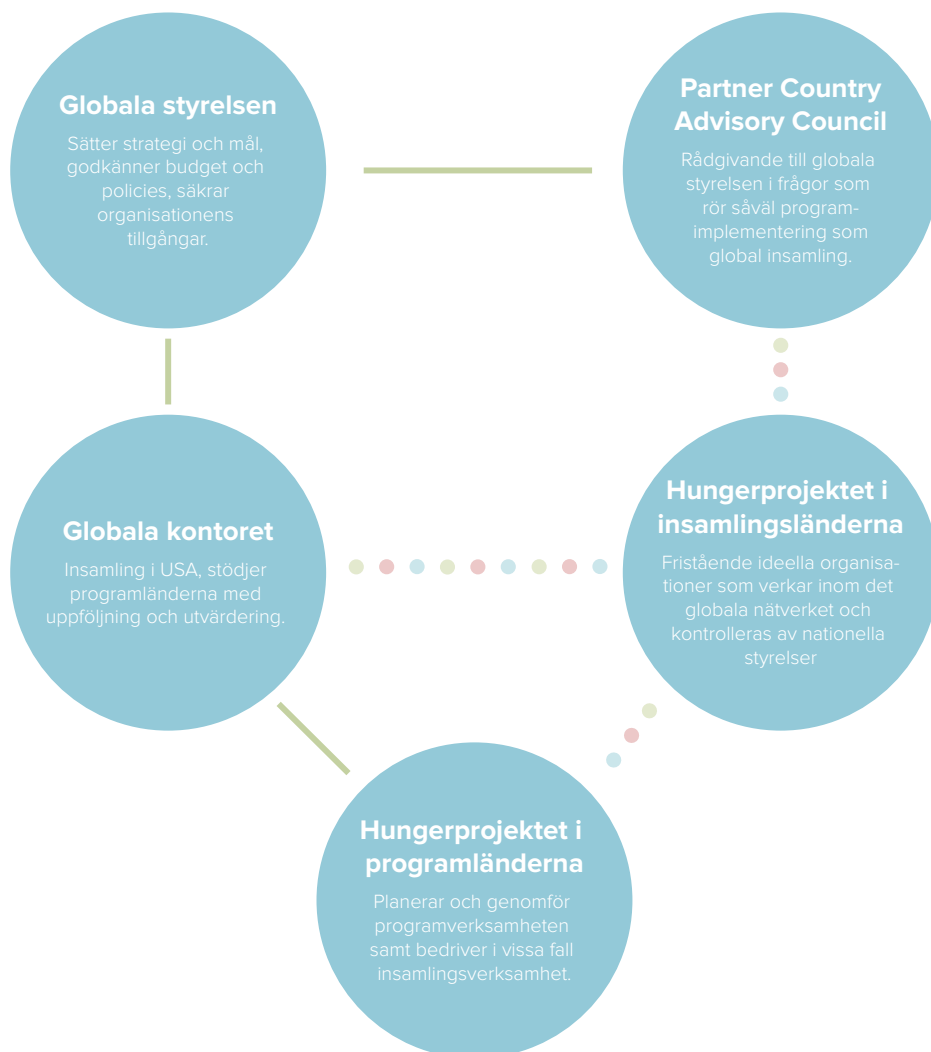 Globala styrelsen
Sätter strategi och mål,
godkänner budget och
policies, säkrar
organisationens
tillgångar.
Partner Country
Advisory Council
Rådgivande till globala
styrelsen i frågor som
rör såväl program-
implementering som
global insamling.
Globala kontoret
Insamling i USA, stödjer
programländerna med
uppföljning och utvärdering.
Hungerprojektet i
insamlingsländerna
Fristående ideella organisa-
tioner som verkar inom det
globala nätverket och
kontrolleras av nationella
styrelser
Hungerprojektet i
programländerna
Planerar och genomför
programverksamheten
samt bedriver i vissa fall
insamlingsverksamhet.